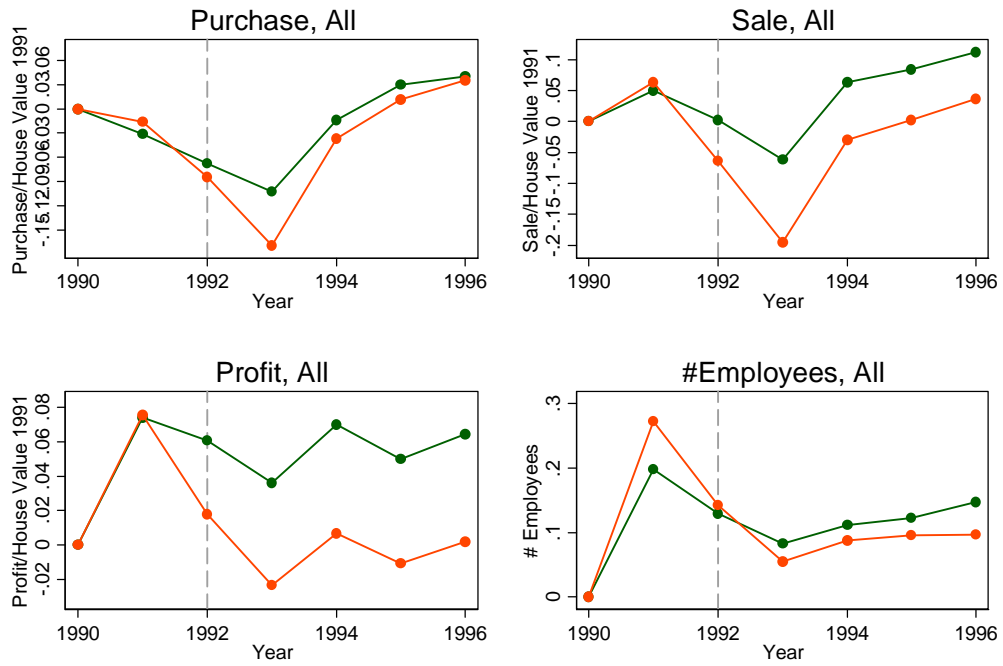 Purchase, All
Purchase/House Value 1991
-.15.12.09.06.03 0 .03.06
1990 1992 1994 1996
Year
Sale, All
Sale/House Value 1991
-.2 -.15 -.1 -.05 0 .05 .1
1990 1992 1994 1996
Year
Profit, All
Profit/House Value 1991
-.02 0 .02 .04 .06 .08
1990 1992 1994 1996
Year
#Employees, All
# Employees
0 .1 .2 .3
1990 1992 1994 1996
Year